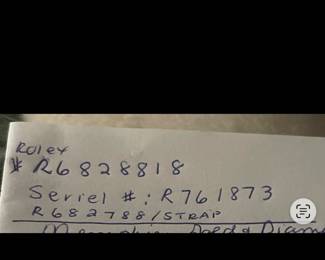 Rolex
* R6828818
Seriel #: R761873
R682788/STRAP